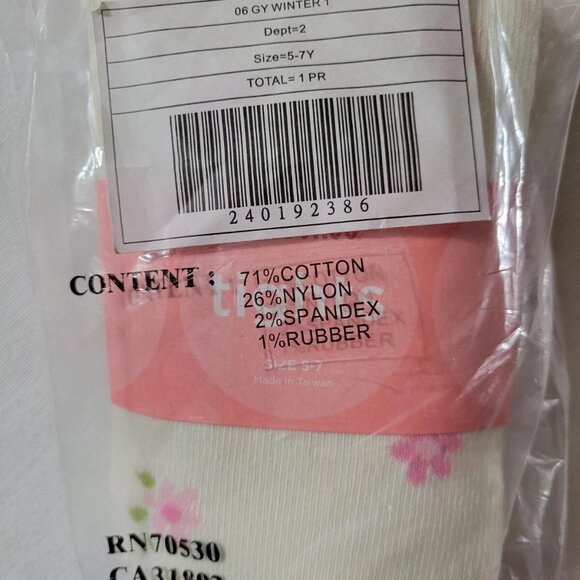 06 GY WINTER 1
Dept=2
Size=5-7Y
TOTAL= 1 PR
240192386
CONTENT: 71%COTTON
26%NYLON
2%SPANDEX
1%RUBBER
tights
SIZE 5-7
Made in Taiwan
RN70530